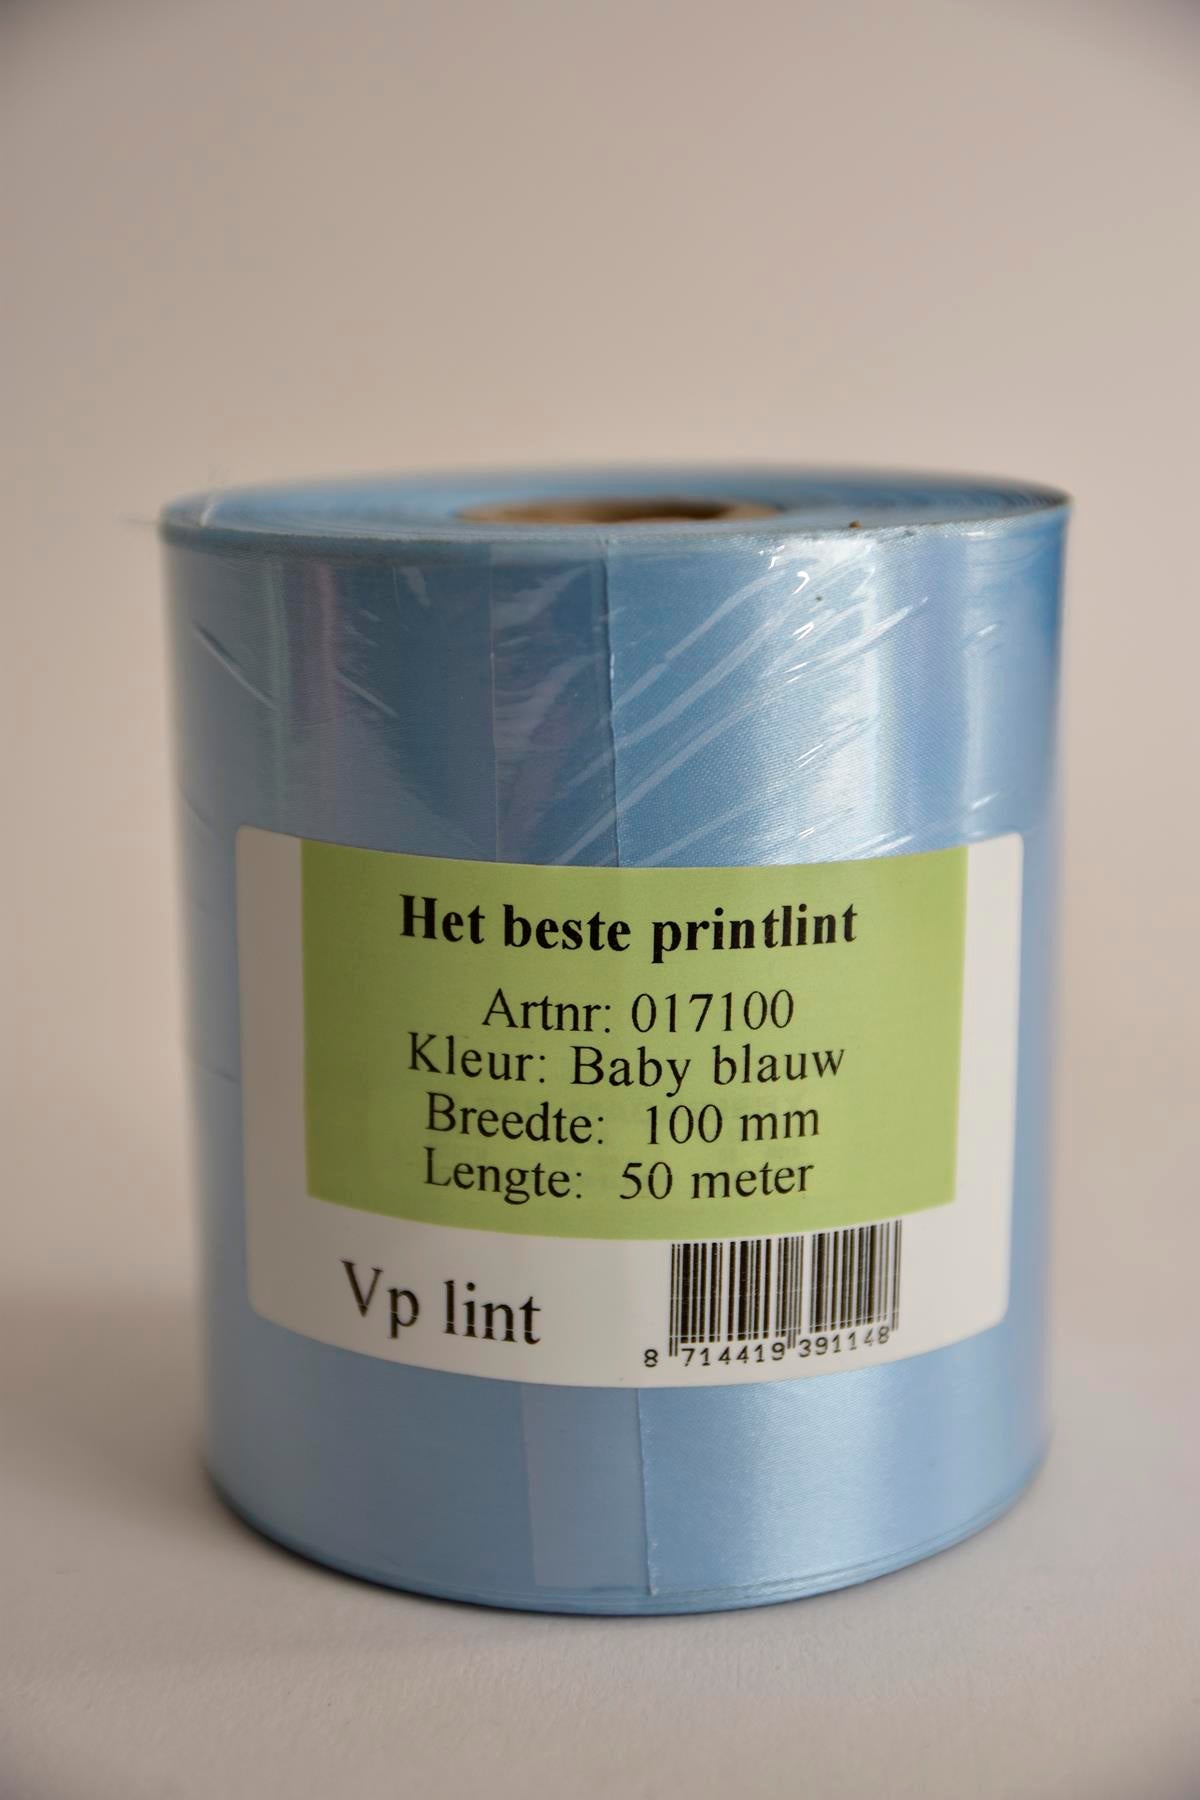 Het beste printlint
Artnr: 017100
Kleur: Baby blauw
Breedte: 100 mm
Lengte: 50 meter
Vp lint
8 714419 391148